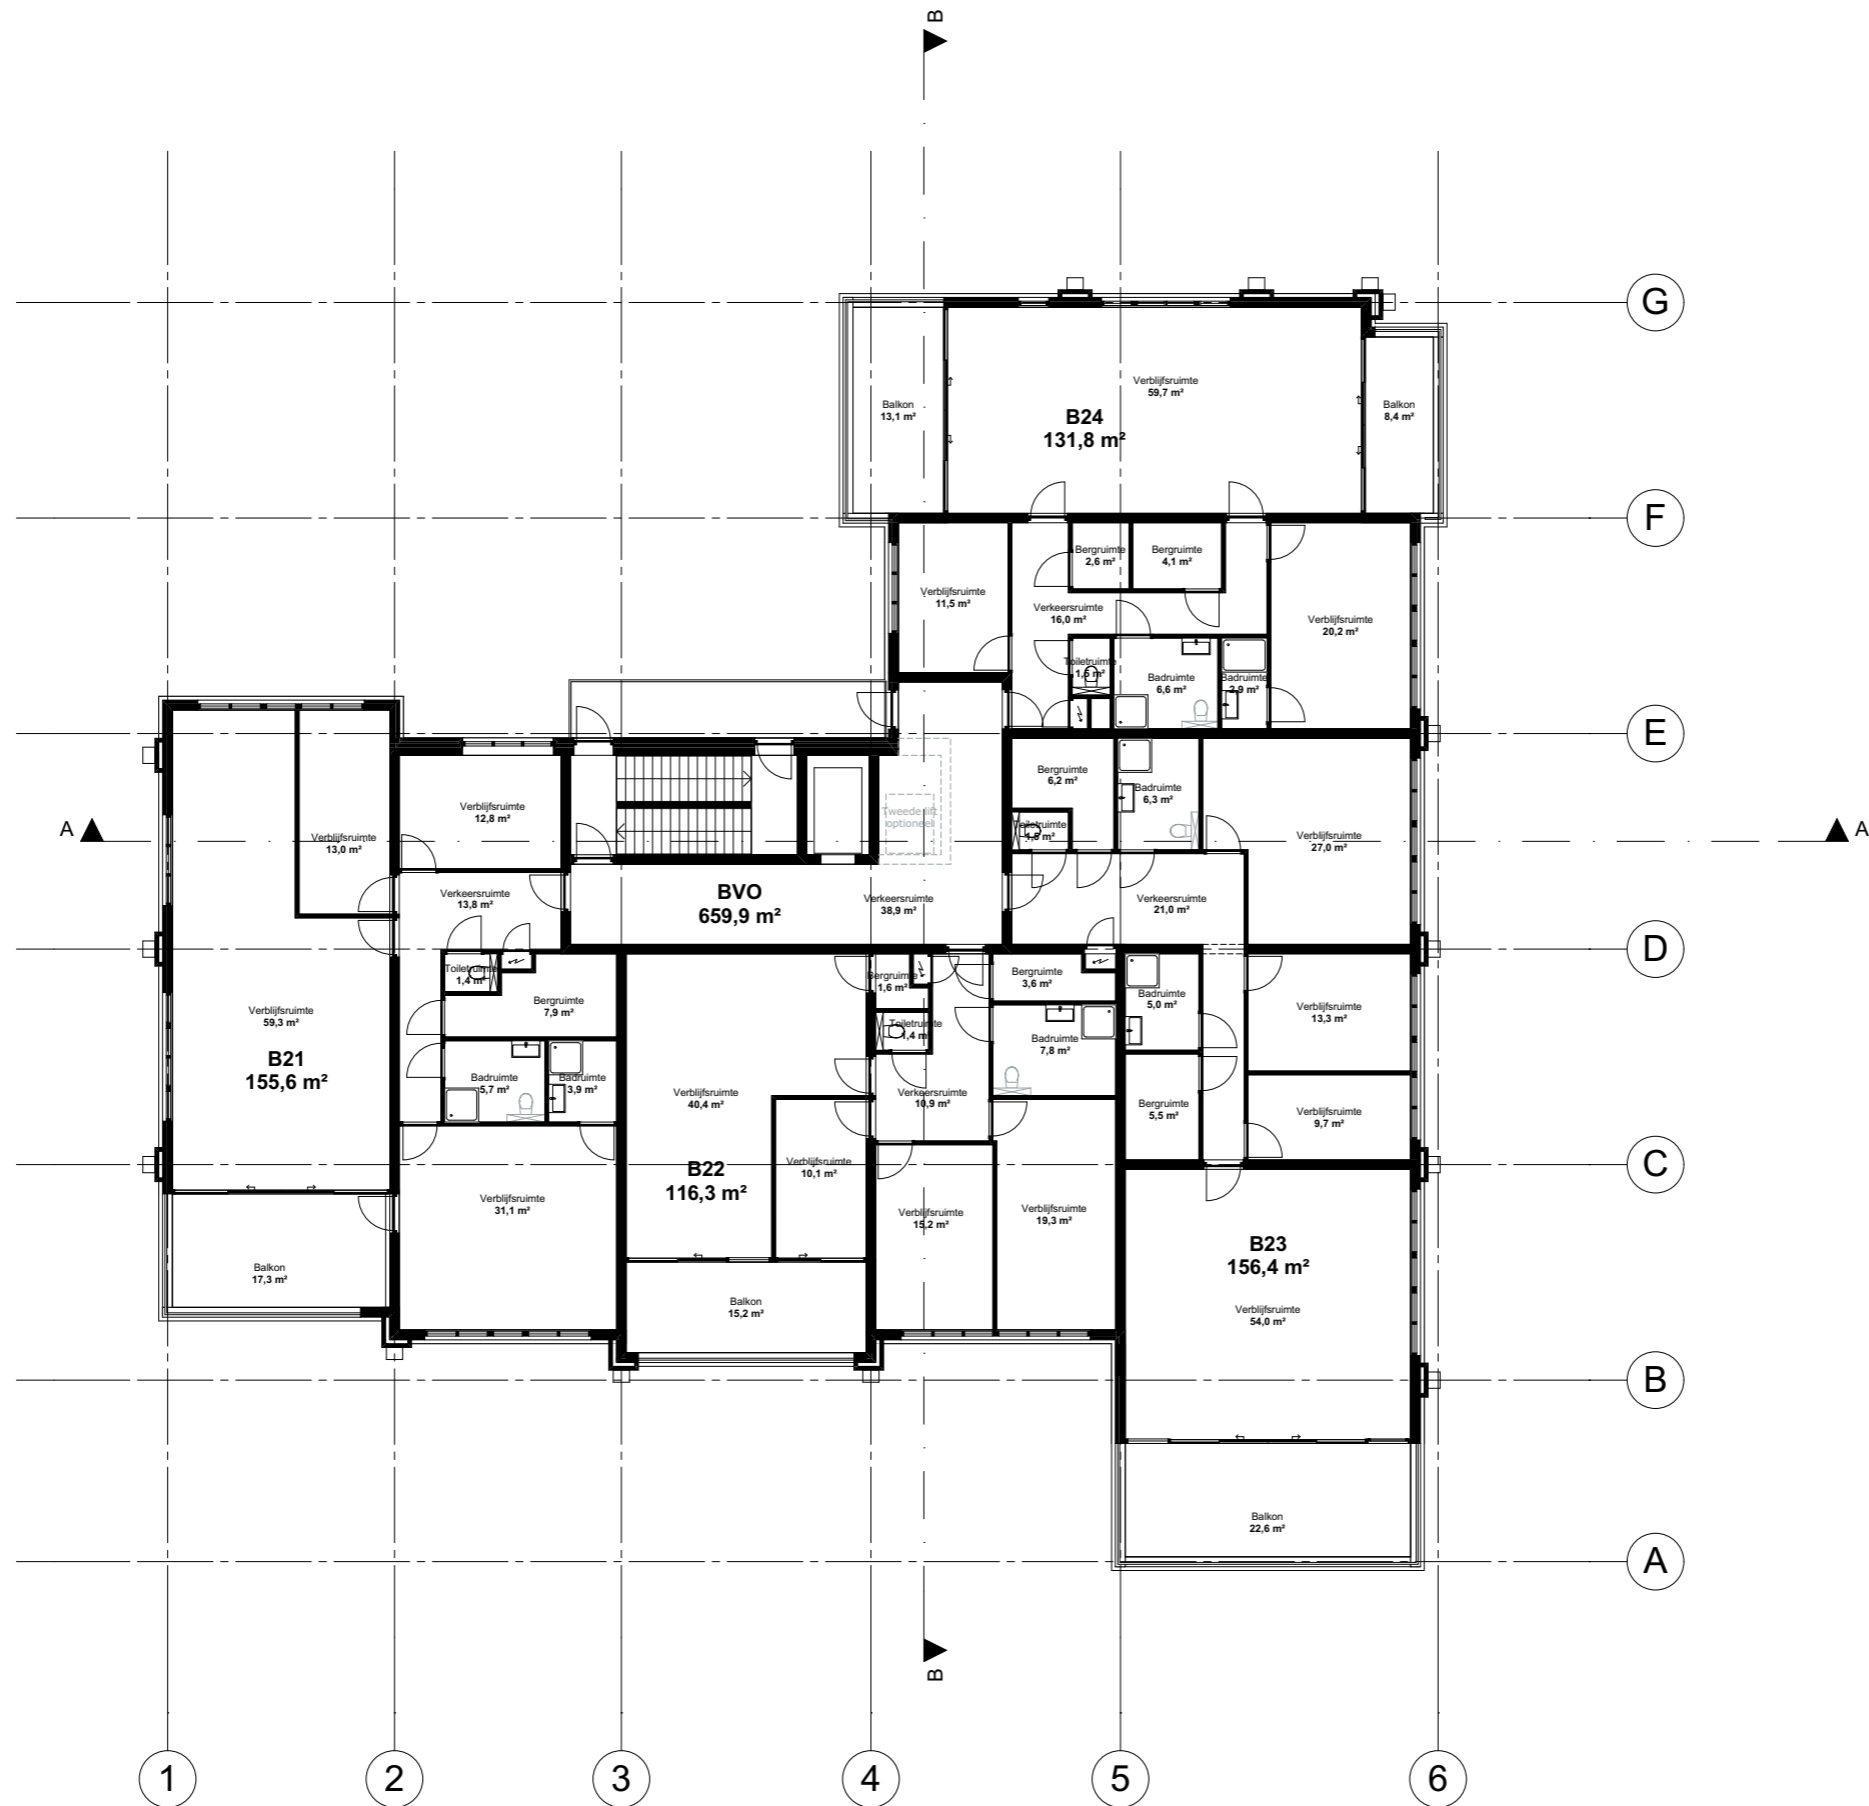 B
G
Verblijfsruimte
59,7 m²
Balkon
13,1 m²
Balkon
8,4 m²
B24
131,8 m²
F
Bergruimte
2,6 m²
Bergruimte
4,1 m²
Verblijfsruimte
11,5 m²
Verkeersruimte
16,0 m²
Verblijfsruimte
20,2 m²
Toiletruimte
Badruimte
6,6 m²
Badruimte
2,9 m²
E
Bergruimte
6,2 m²
Badruimte
6,3 m²
Verblijfsruimte
12,8 m²
Tweede lift
optioneel
Toiletruimte
A
Verblijfsruimte
13,0 m²
Verblijfsruimte
27,0 m²
A
Verkeersruimte
13,8 m²
BVO
659,9 m²
Verkeersruimte
38,9 m²
Verkeersruimte
21,0 m²
D
Toiletruimte
1,4 m²
Bergruimte
1,6 m²
Bergruimte
3,6 m²
Badruimte
5,0 m²
Verblijfsruimte
13,3 m²
Bergruimte
7,9 m²
Verblijfsruimte
59,3 m²
Toiletruimte
1,4 m
Badruimte
7,8 m²
B21
155,6 m²
Badruimte
5,7 m²
Badruimte
3,9 m²
Verblijfsruimte
40,4 m²
Verkeersruimte
10,9 m²
Bergruimte
5,5 m²
Verblijfsruimte
9,7 m²
C
B22
116,3 m²
Verblijfsruimte
10,1 m²
Verblijfsruimte
31,1 m²
Verblijfsruimte
15,2 m²
Verblijfsruimte
19,3 m²
B23
156,4 m²
Balkon
17,3 m²
Balkon
15,2 m²
Verblijfsruimte
54,0 m²
B
Balkon
22,6 m²
A
B
1
2
3
4
5
6